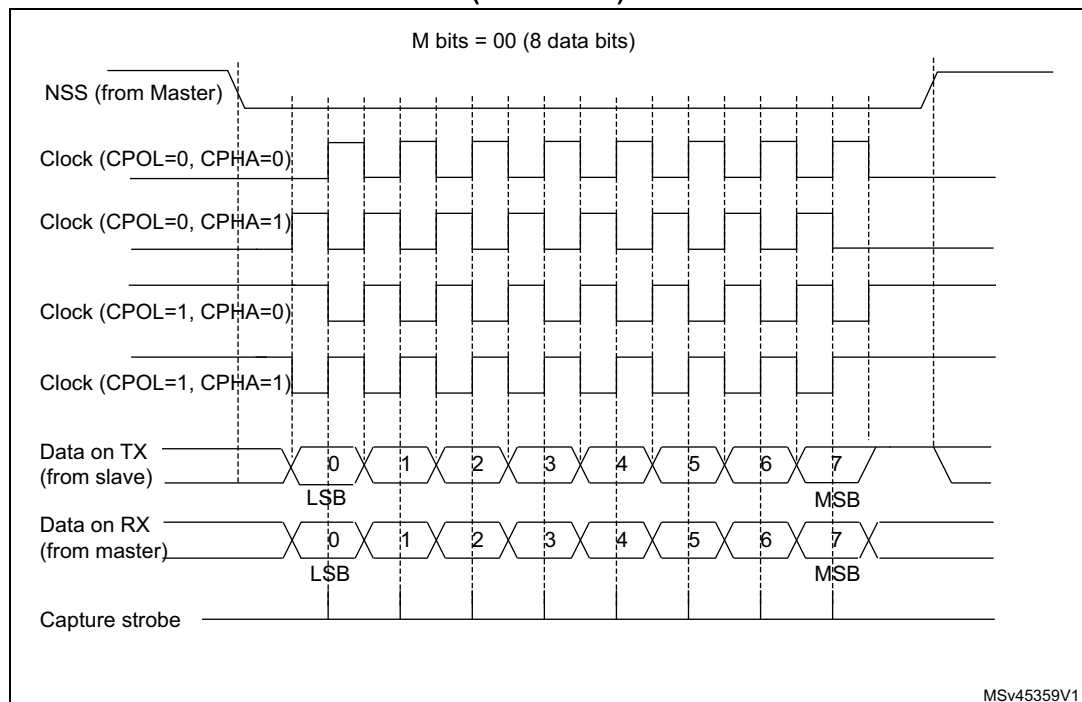 M bits = 00 (8 data bits)
NSS (from Master)
Clock (CPOL=0, CPHA=0)
Clock (CPOL=0, CPHA=1)
Clock (CPOL=1, CPHA=0)
Clock (CPOL=1, CPHA=1)
Data on TX
(from slave)
0 1 2 3 4 5 6 7
LSB MSB
Data on RX
(from master)
0 1 2 3 4 5 6 7
LSB MSB
Capture strobe
MSv45359V1